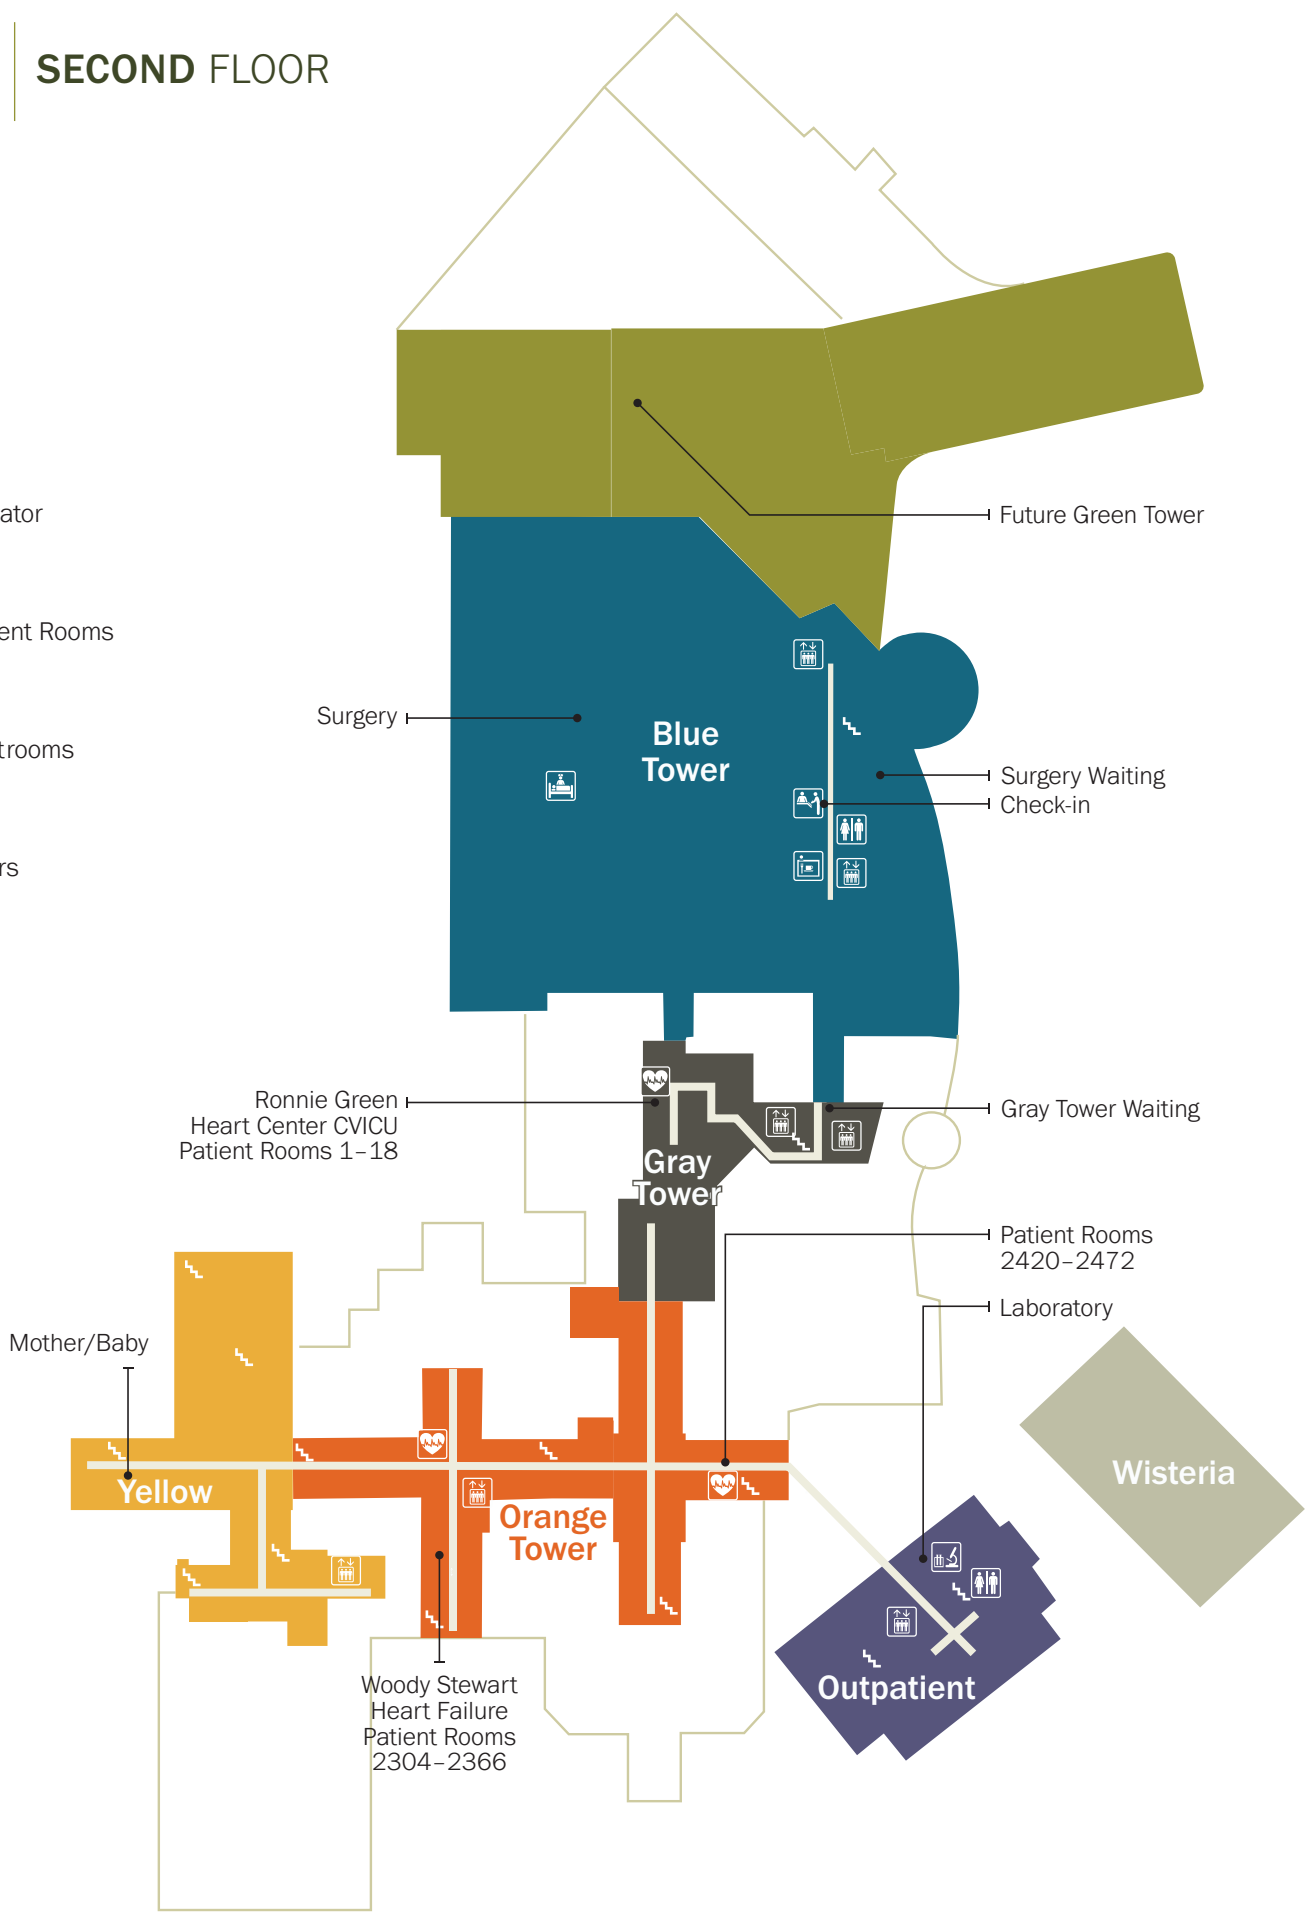 SECOND FLOOR
ator
ent Rooms
trooms
rs
Future Green Tower
Surgery
Blue
Tower
Surgery Waiting
Check-in
Ronnie Green
Heart Center CVICU
Patient Rooms 1–18
Gray Tower Waiting
Gray
Tower
Patient Rooms
2420–2472
Laboratory
Mother/Baby
Yellow
Orange
Tower
Wisteria
Outpatient
Woody Stewart
Heart Failure
Patient Rooms
2304–2366